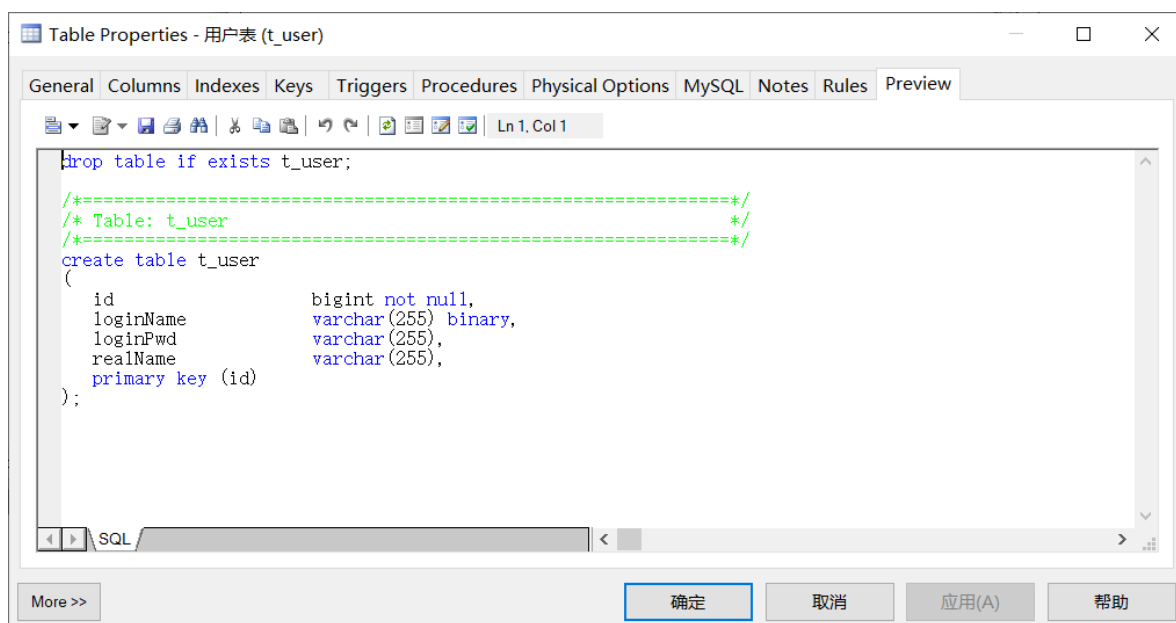 Table Properties - 用户表 (t_user)
General Columns Indexes Keys Triggers Procedures Physical Options MySQL Notes Rules Preview
Ln 1, Col 1
drop table if exists t_user;
/*==============================================================*/
/* Table: t_user                                                */
/*==============================================================*/
create table t_user
(
   id                   bigint not null,
   loginName            varchar(255) binary,
   loginPwd             varchar(255),
   realName             varchar(255),
   primary key (id)
);
SQL
More >> 确定 取消 应用(A) 帮助